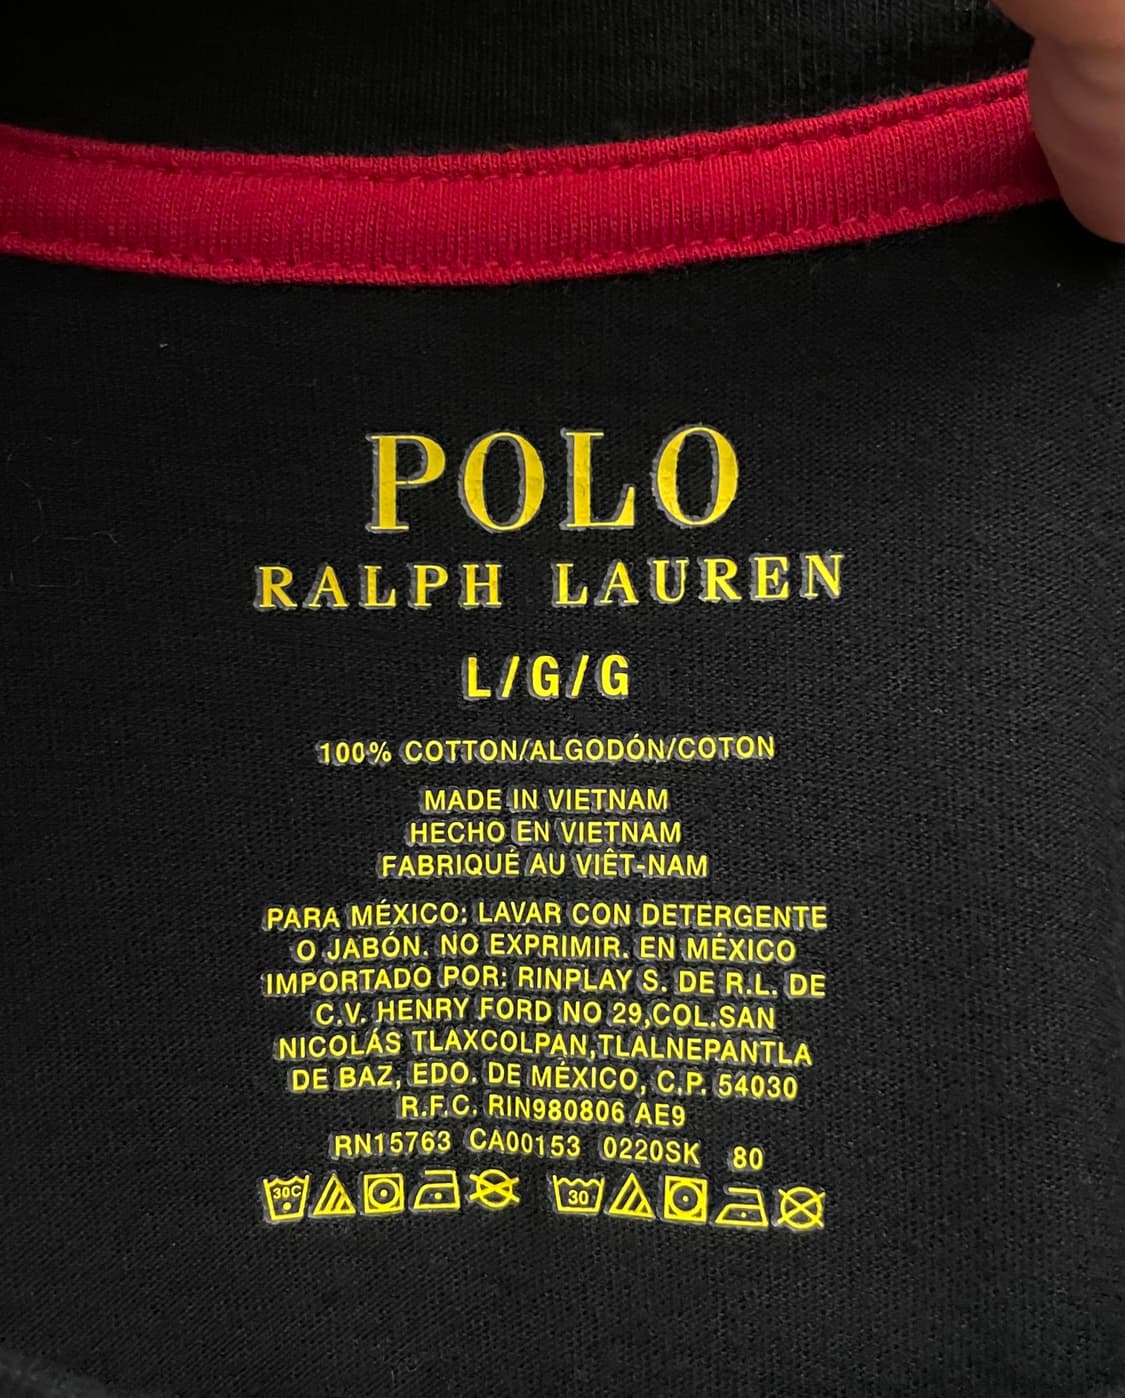 POLO
RALPH LAUREN
L/G/G
100% COTTON/ALGODÓN/COTON
MADE IN VIETNAM
HECHO EN VIETNAM
FABRIQUÉ AU VIÊT-NAM
PARA MÉXICO: LAVAR CON DETERGENTE
O JABÓN. NO EXPRIMIR. EN MÉXICO
IMPORTADO POR: RINPLAY S. DE R.L. DE
C.V. HENRY FORD NO 29,COL.SAN
NICOLÁS TLAXCOLPAN,TLALNEPANTLA
DE BAZ, EDO. DE MÉXICO, C.P. 54030
R.F.C. RIN980806 AE9
RN15763 CA00153 0220SK 80
30C 30